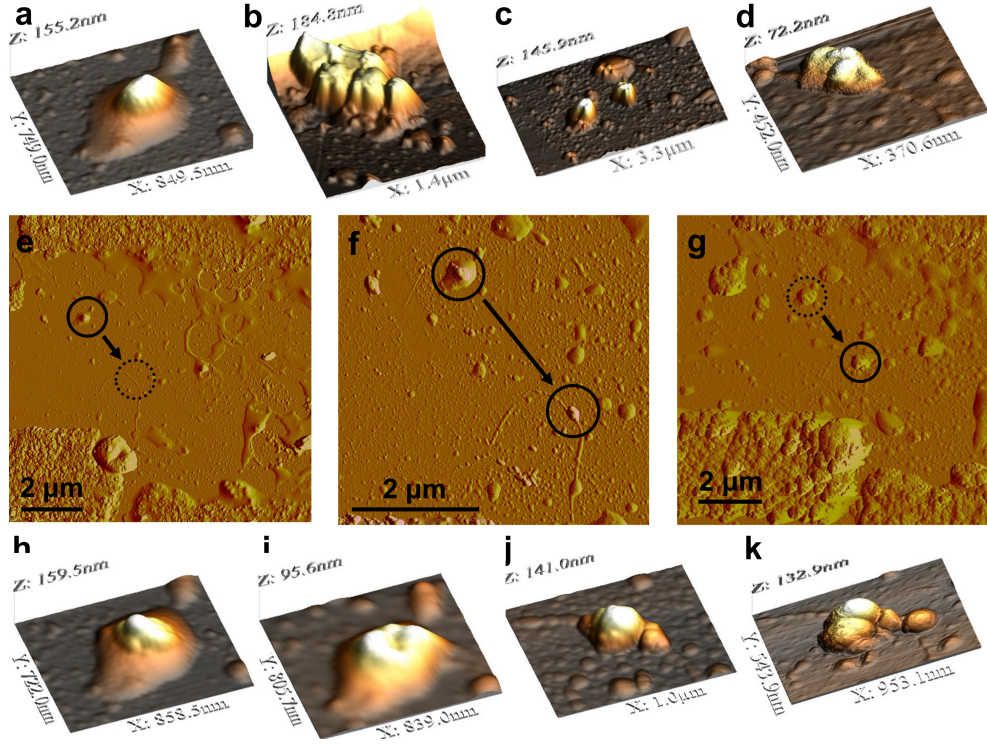 a
Z: 155.2nm
Y: 749.0nm
X: 849.5nm
b
Z: 184.8nm
X: 1.4µm
c
Z: 145.9nm
X: 3.3µm
d
Z: 72.2nm
Y: 452.0nm
X: 370.6nm
e
2 µm
f
2 µm
g
2 µm
h
Z: 159.5nm
Y: 722.0nm
X: 858.5nm
i
Z: 95.6nm
Y: 805.7nm
X: 839.0nm
j
Z: 141.0nm
X: 1.0µm
k
Z: 132.9nm
Y: 543.9nm
X: 953.1nm